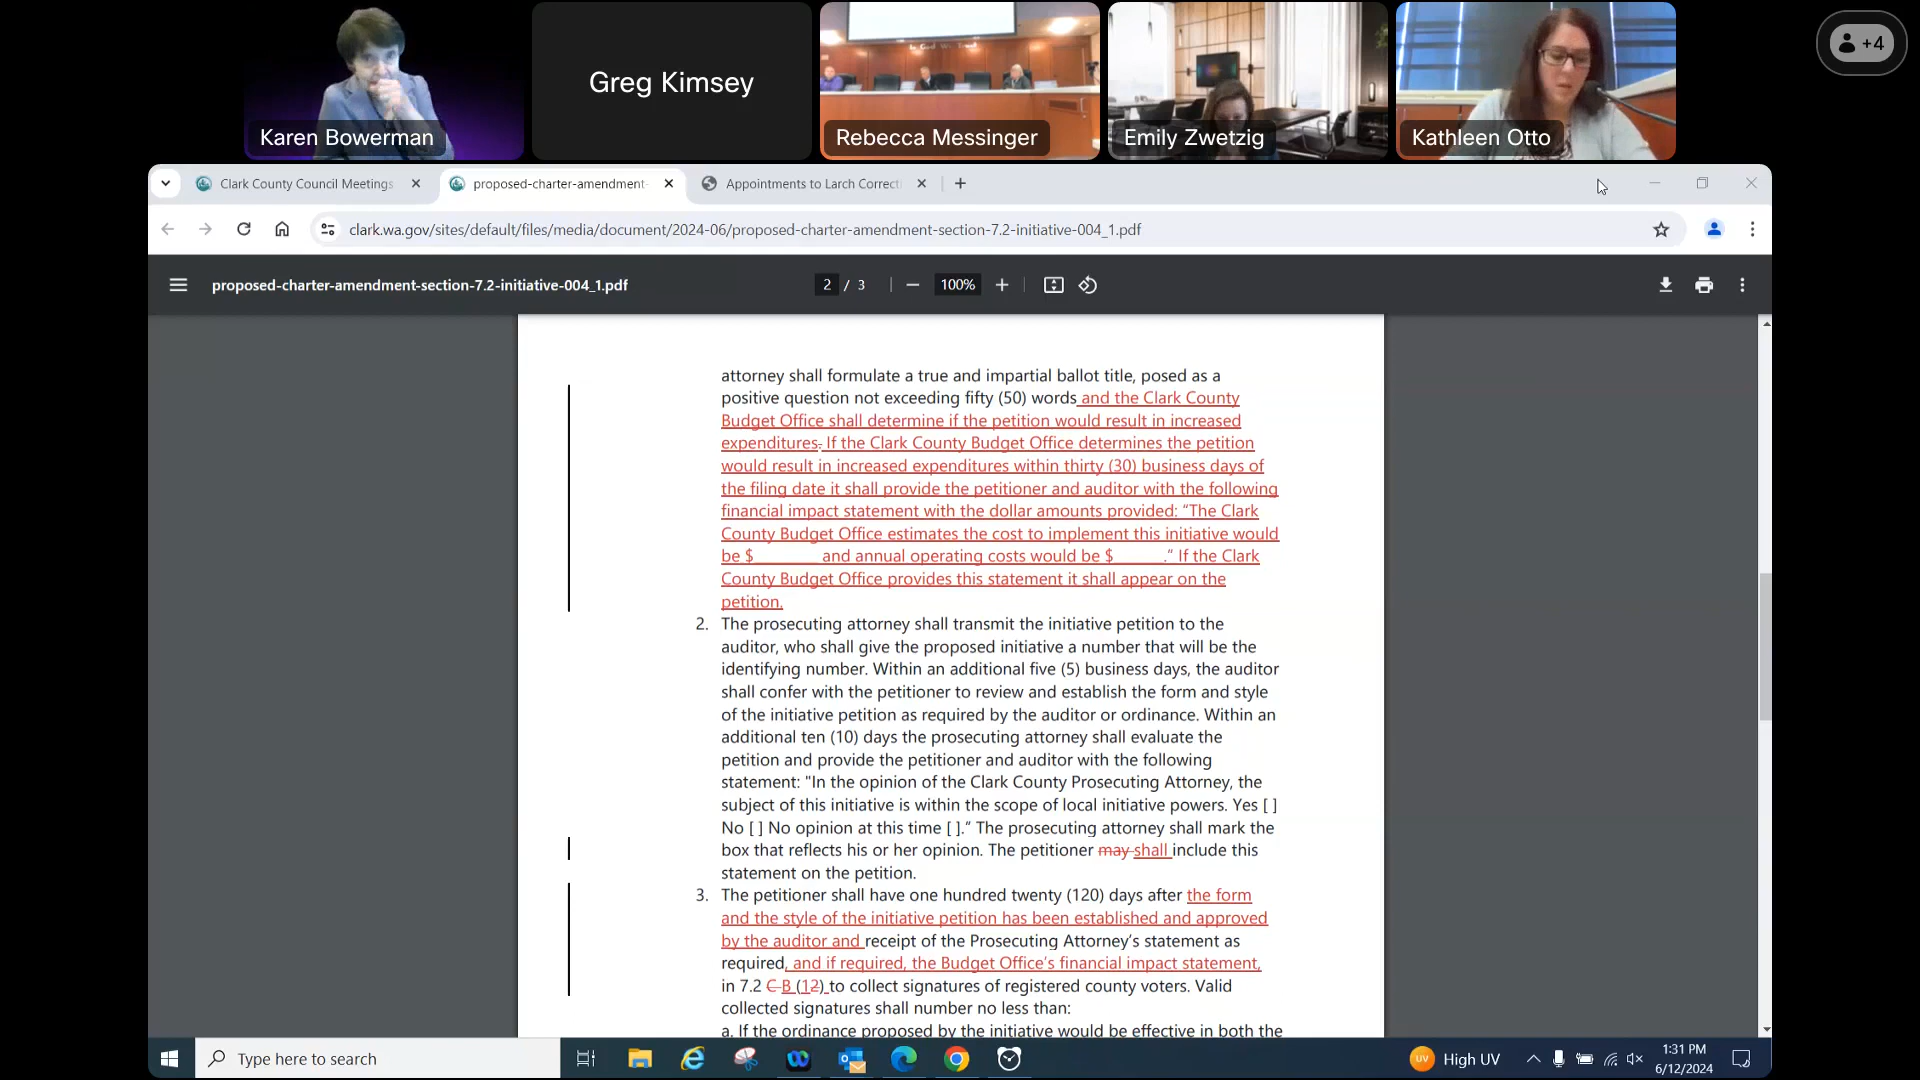 Karen Bowerman
Greg Kimsey
In God We Trust
Rebecca Messinger
Emily Zwetzig
Kathleen Otto
+4
Clark County Council Meetings
proposed-charter-amendment-
Appointments to Larch Correct
clark.wa.gov/sites/default/files/media/document/2024-06/proposed-charter-amendment-section-7.2-initiative-004_1.pdf
proposed-charter-amendment-section-7.2-initiative-004_1.pdf
2 / 3
100%
attorney shall formulate a true and impartial ballot title, posed as a
positive question not exceeding fifty (50) words and the Clark County
Budget Office shall determine if the petition would result in increased
expenditures. If the Clark County Budget Office determines the petition
would result in increased expenditures within thirty (30) business days of
the filing date it shall provide the petitioner and auditor with the following
financial impact statement with the dollar amounts provided: “The Clark
County Budget Office estimates the cost to implement this initiative would
be $_______ and annual operating costs would be $_____.” If the Clark
County Budget Office provides this statement it shall appear on the
petition.
2. The prosecuting attorney shall transmit the initiative petition to the
auditor, who shall give the proposed initiative a number that will be the
identifying number. Within an additional five (5) business days, the auditor
shall confer with the petitioner to review and establish the form and style
of the initiative petition as required by the auditor or ordinance. Within an
additional ten (10) days the prosecuting attorney shall evaluate the
petition and provide the petitioner and auditor with the following
statement: "In the opinion of the Clark County Prosecuting Attorney, the
subject of this initiative is within the scope of local initiative powers. Yes [ ]
No [ ] No opinion at this time [ ].” The prosecuting attorney shall mark the
box that reflects his or her opinion. The petitioner may shall include this
statement on the petition.
3. The petitioner shall have one hundred twenty (120) days after the form
and the style of the initiative petition has been established and approved
by the auditor and receipt of the Prosecuting Attorney’s statement as
required, and if required, the Budget Office’s financial impact statement,
in 7.2 C B (12) to collect signatures of registered county voters. Valid
collected signatures shall number no less than:
a. If the ordinance proposed by the initiative would be effective in both the
Type here to search
UV
High UV
1:31 PM
6/12/2024